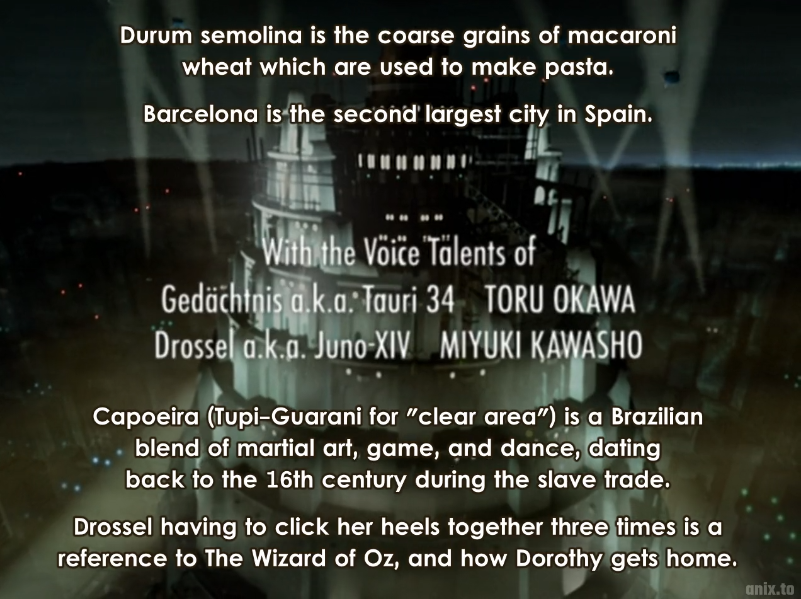 Durum semolina is the coarse grains of macaroni
wheat which are used to make pasta.
Barcelona is the second largest city in Spain.
With the Voice Talents of
Gedächtnis a.k.a. Tauri 34 TORU OKAWA
Drossel a.k.a. Juno-XIV MIYUKI KAWASHO
Capoeira (Tupi-Guarani for "clear area") is a Brazilian
blend of martial art, game, and dance, dating
back to the 16th century during the slave trade.
Drossel having to click her heels together three times is a
reference to The Wizard of Oz, and how Dorothy gets home.
anix.to